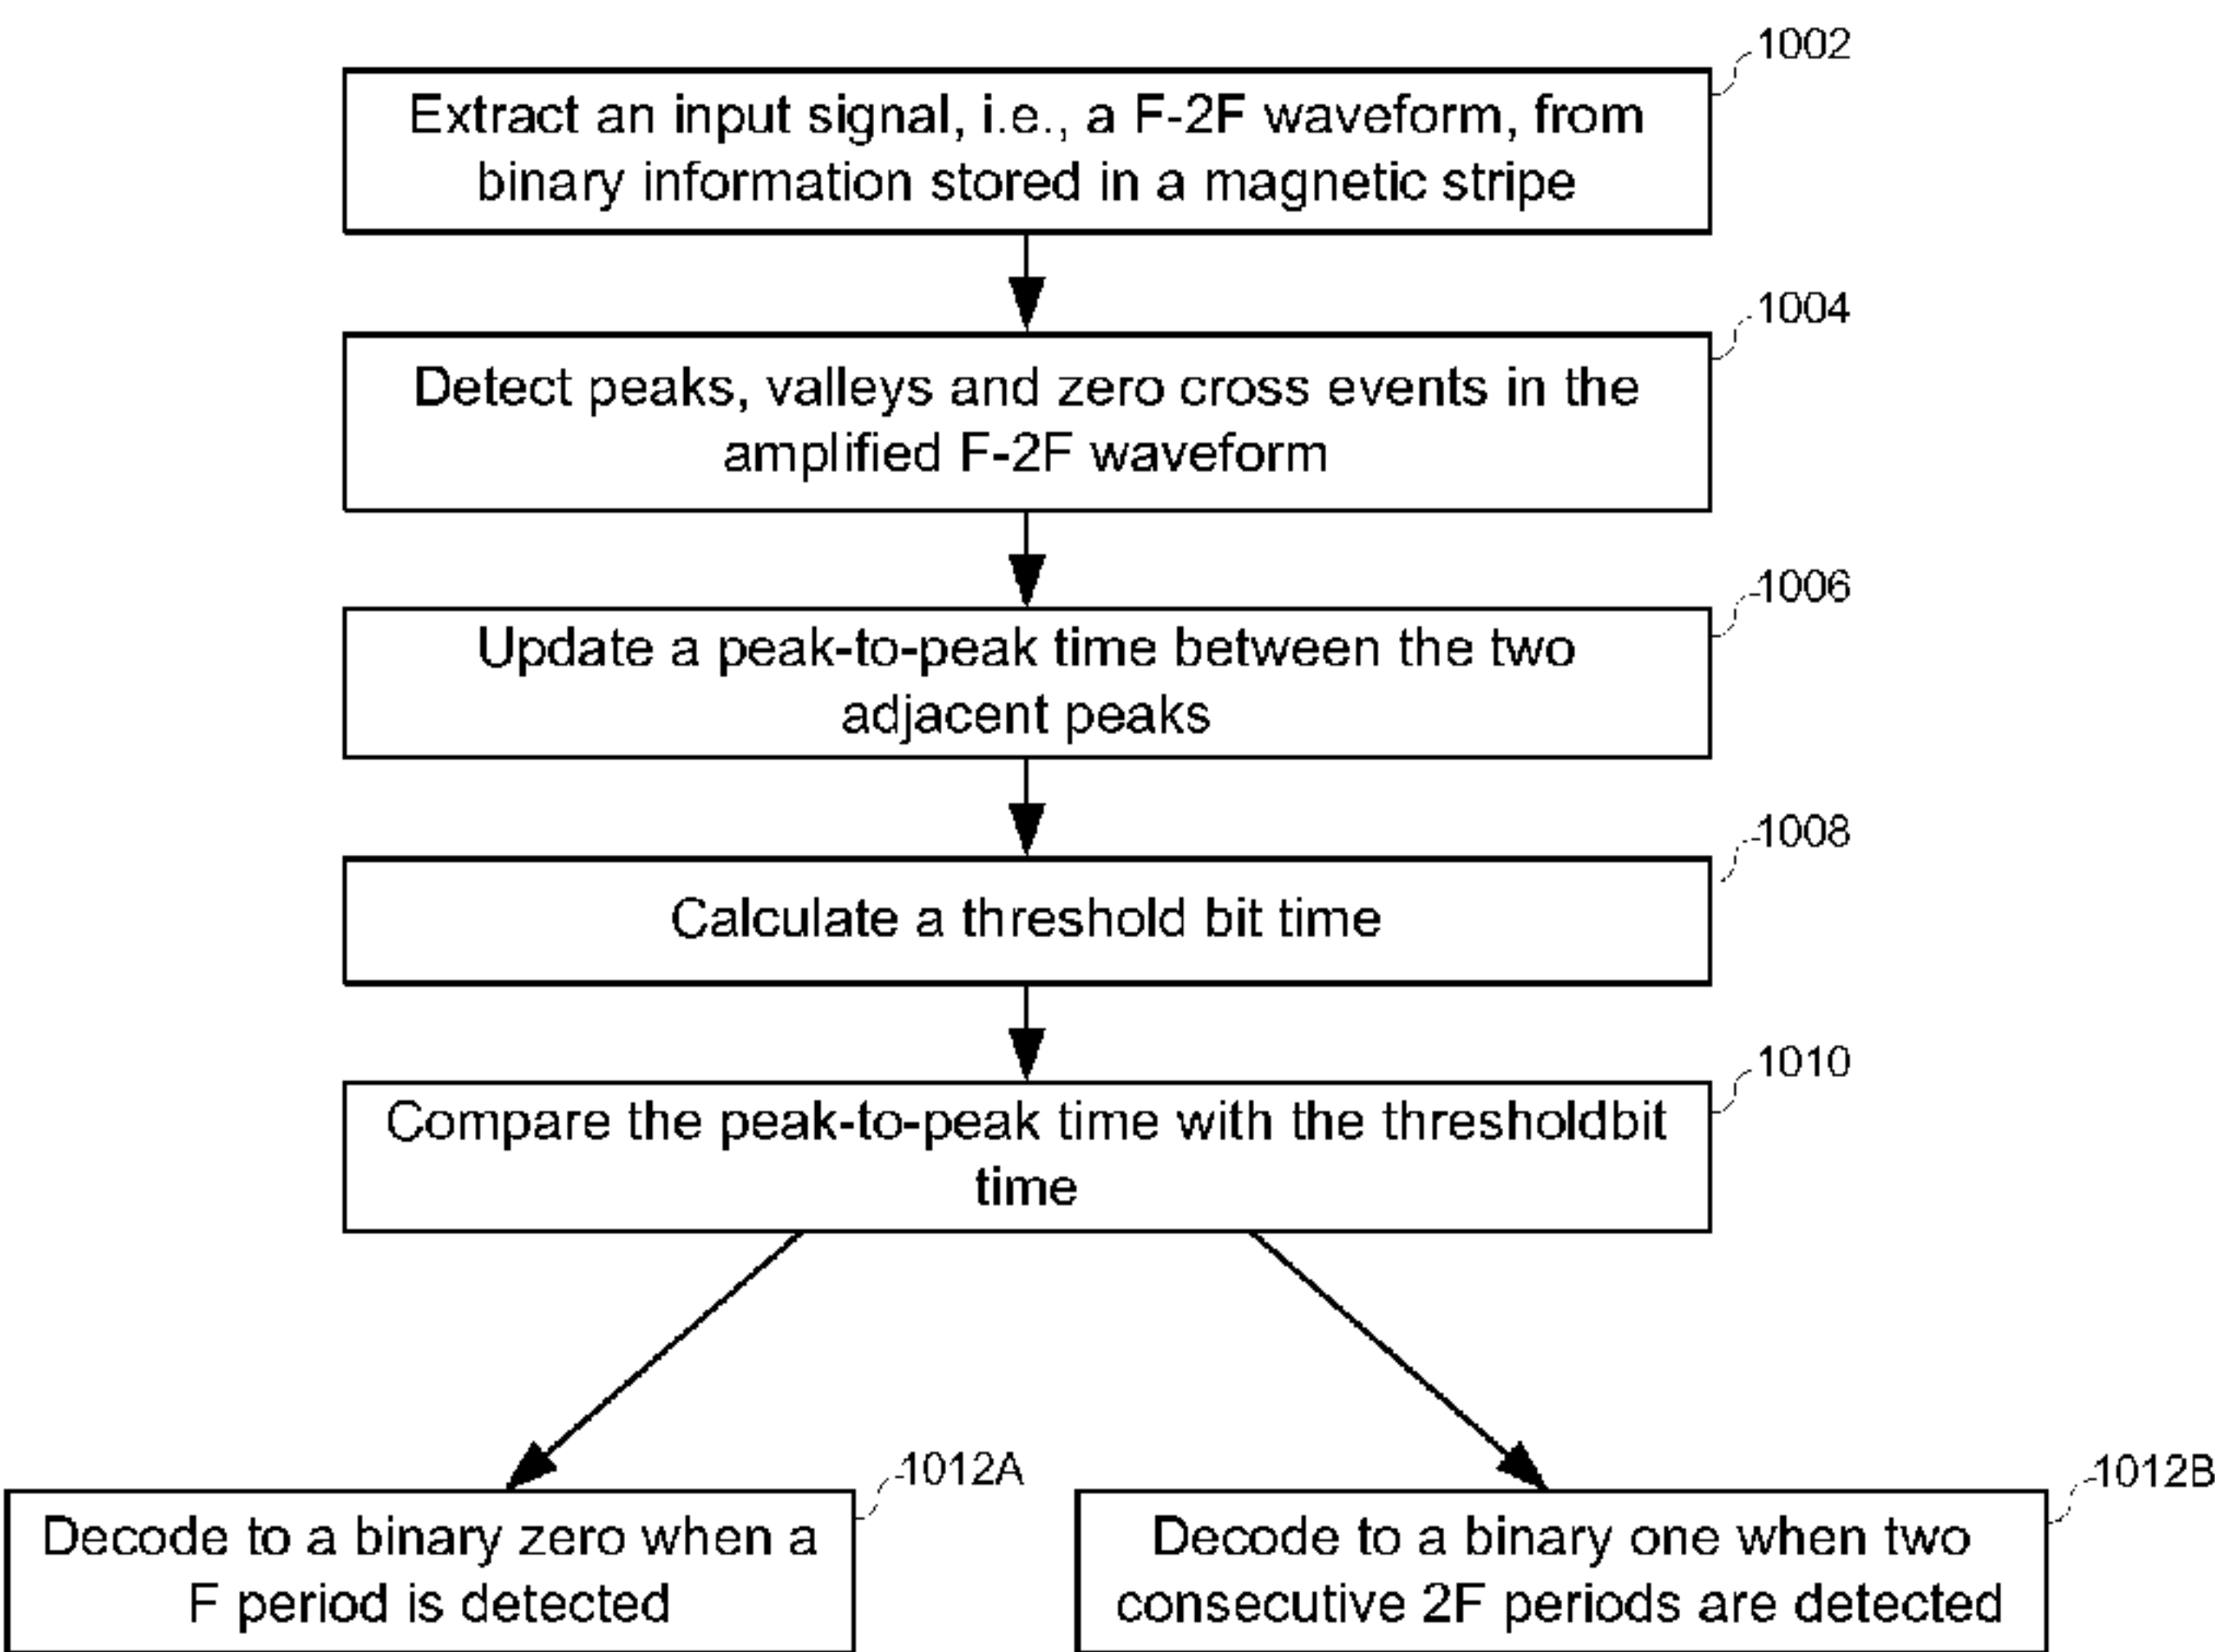 1002
Extract an input signal, i.e., a F-2F waveform, from
binary information stored in a magnetic stripe
1004
Detect peaks, valleys and zero cross events in the
amplified F-2F waveform
1006
Update a peak-to-peak time between the two
adjacent peaks
1008
Calculate a threshold bit time
1010
Compare the peak-to-peak time with the thresholdbit
time
1012A
Decode to a binary zero when a
F period is detected
1012B
Decode to a binary one when two
consecutive 2F periods are detected